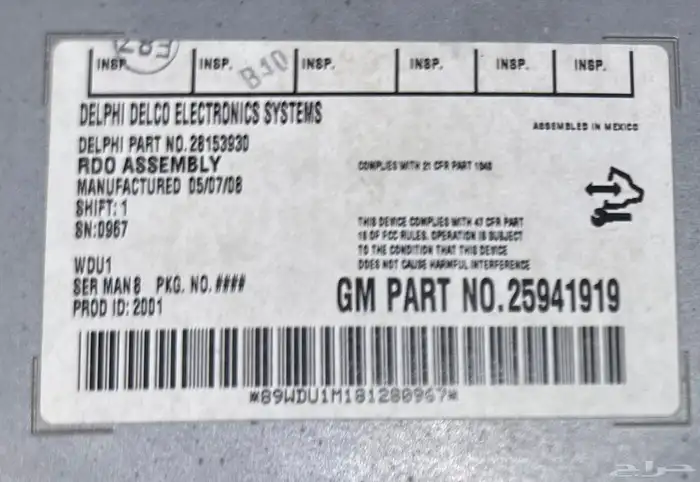 283
INSP. INSP. INSP. INSP. INSP. INSP.
B10
DELPHI DELCO ELECTRONICS SYSTEMS
ASSEMBLED IN MEXICO
DELPHI PART NO. 28153930
RDO ASSEMBLY
MANUFACTURED 05/07/08
SHIFT: 1
SN:0967
COMPLIES WITH 21 CFR PART 1040
THIS DEVICE COMPLIES WITH 47 CFR PART
15 OF FCC RULES. OPERATION IS SUBJECT
TO THE CONDITION THAT THIS DEVICE
DOES NOT CAUSE HARMFUL INTERFERENCE
WDU1
SER MAN8 PKG. NO. ####
PROD ID: 2001
GM PART NO. 25941919
*89WDU1M181280967*
حراج